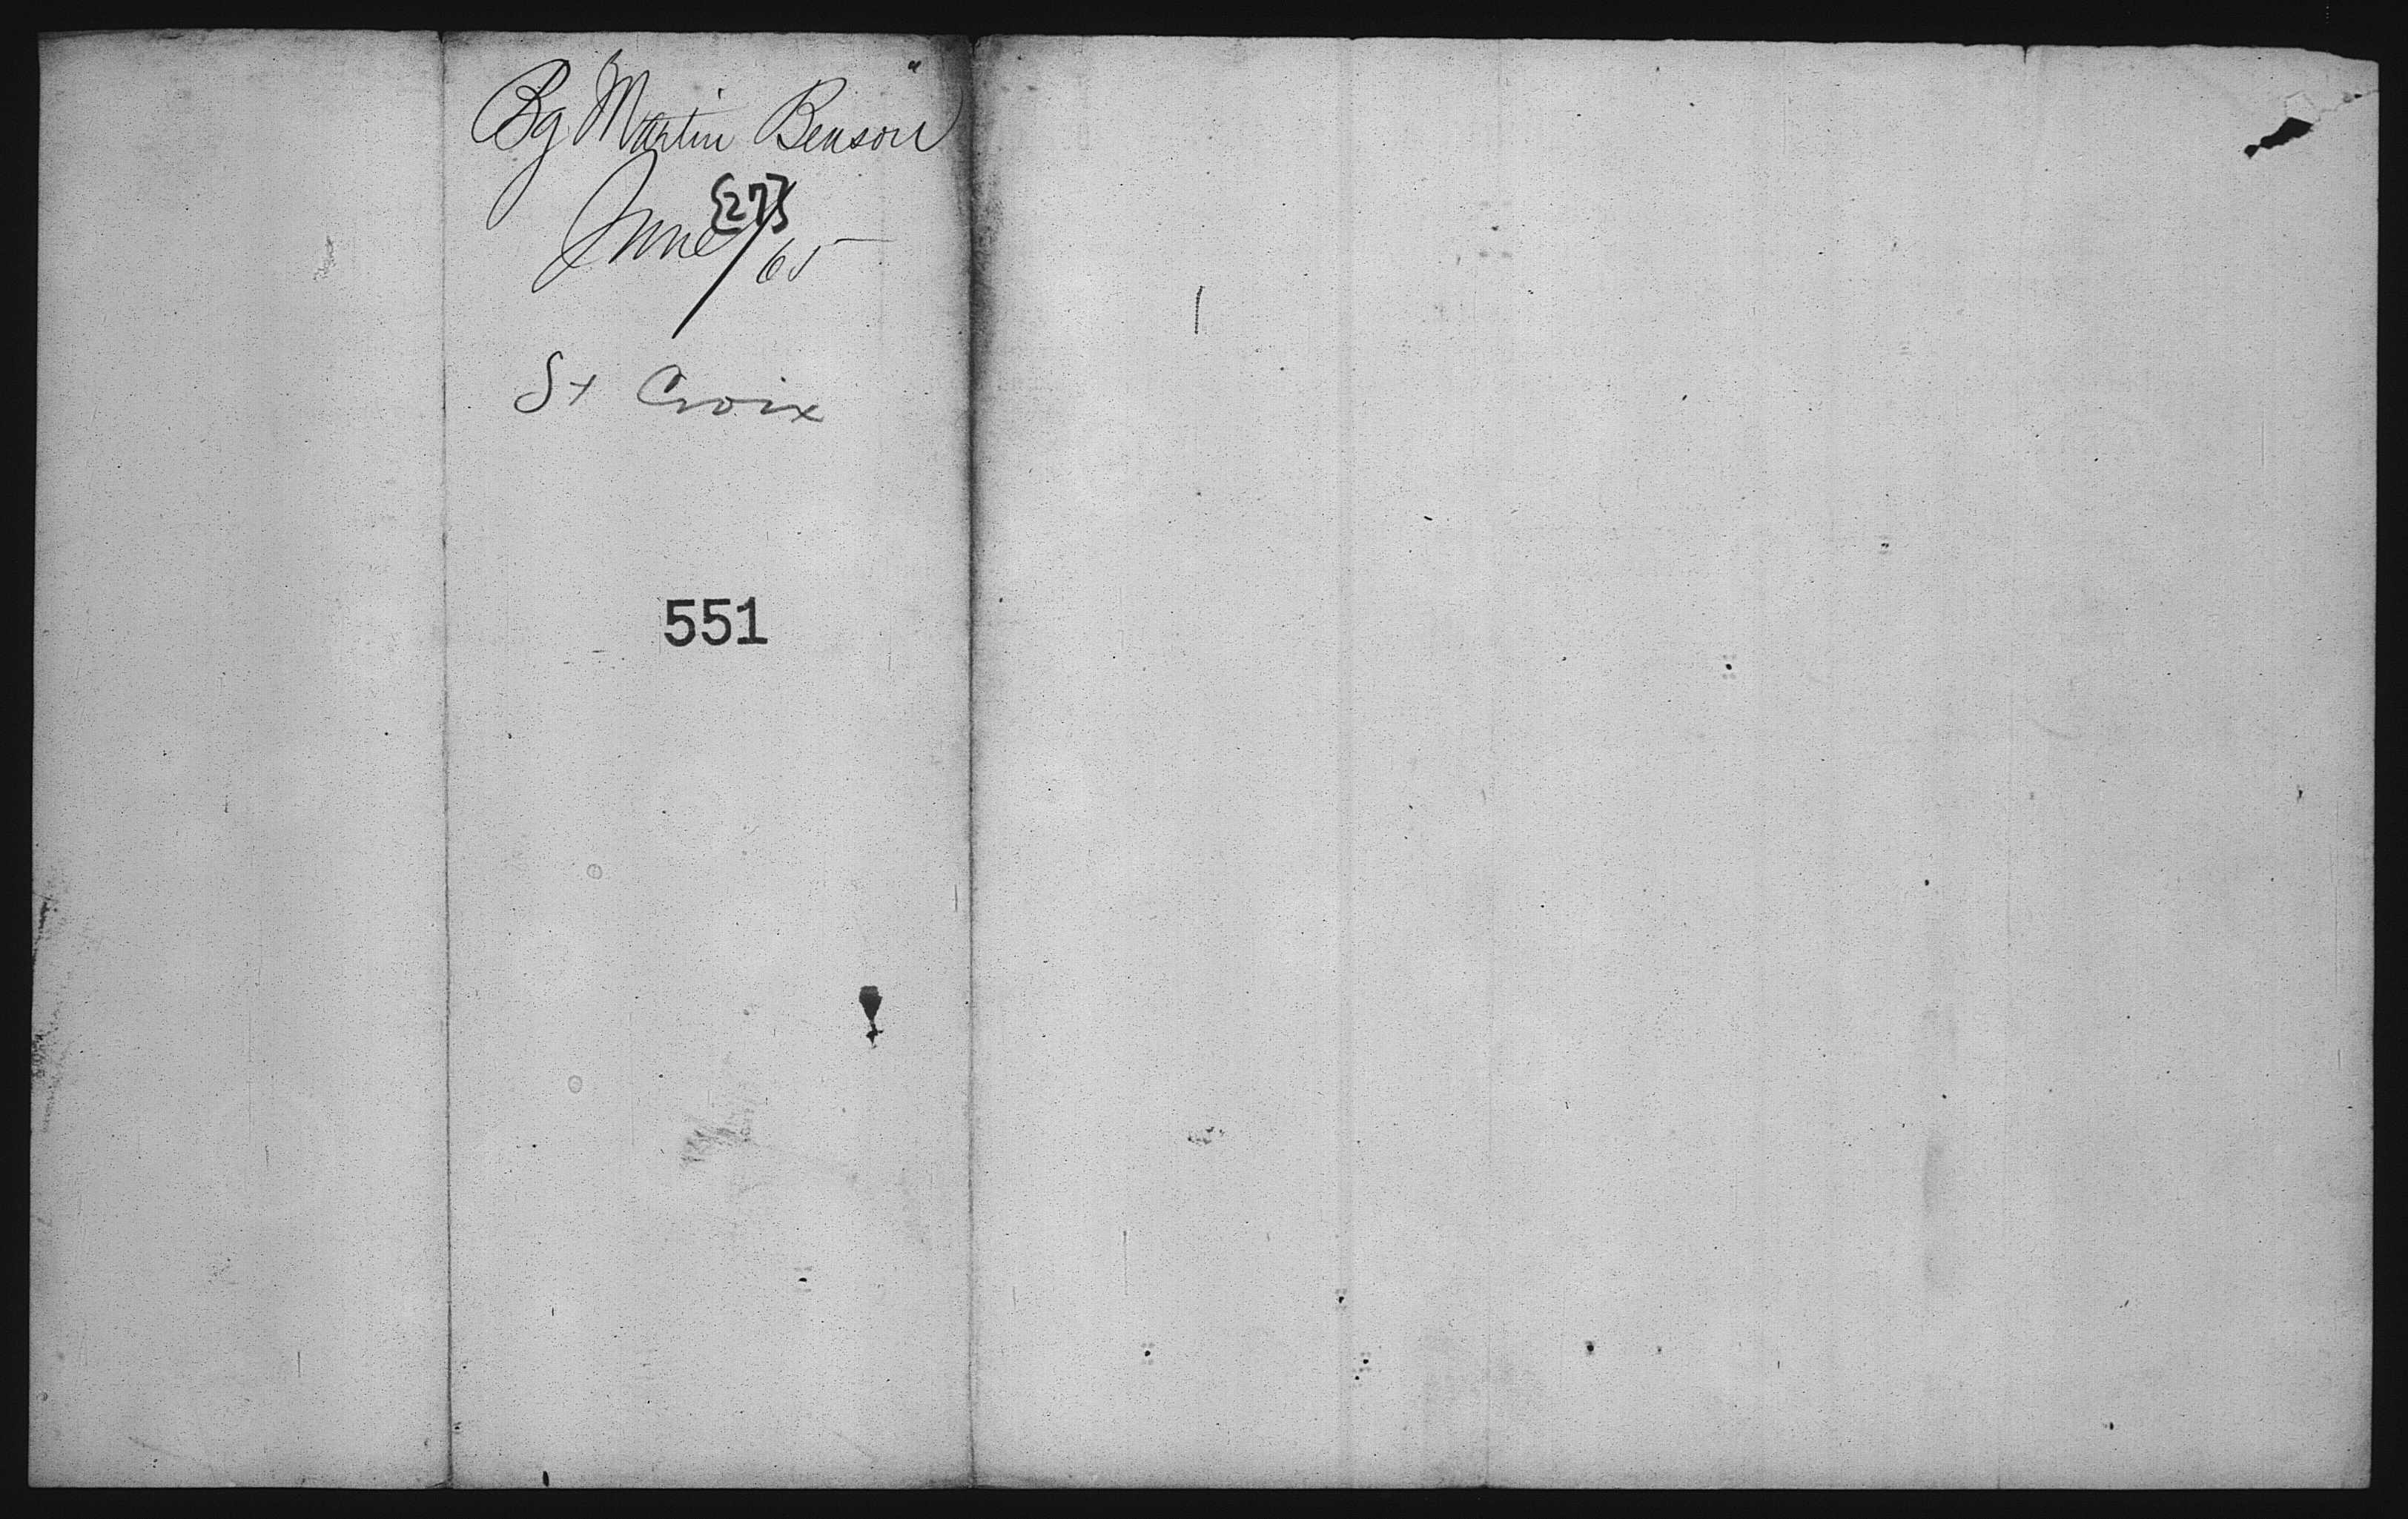 Bg Martin Benson
{27}
June / 65
St Croix
551